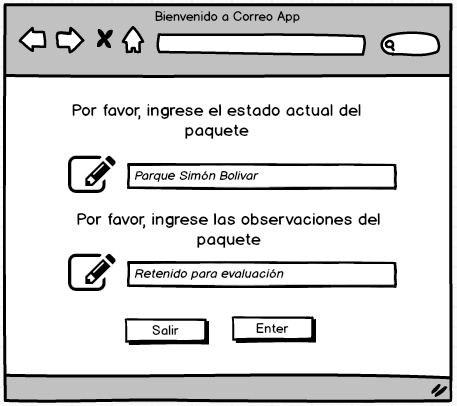 Bienvenido a Correo App
Por favor, ingrese el estado actual del
paquete
Parque Simón Bolivar
Por favor, ingrese las observaciones del
paquete
Retenido para evaluación
Salir
Enter